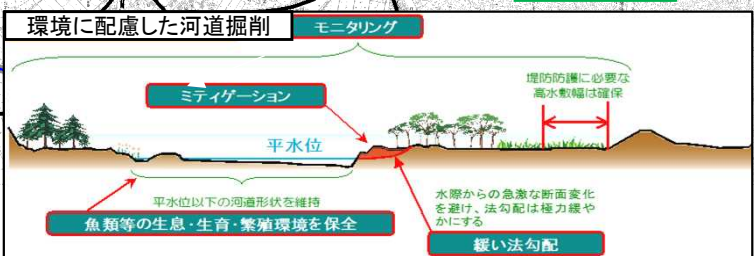 環境に配慮した河道掘削
モニタリング
堤防防護に必要な
高水敷幅は確保
ミティゲーション
平水位
平水位以下の河道形状を維持
魚類等の生息・生育・繁殖環境を保全
水際からの急激な断面変化
を避け、法勾配は極力緩や
かにする
緩い法勾配